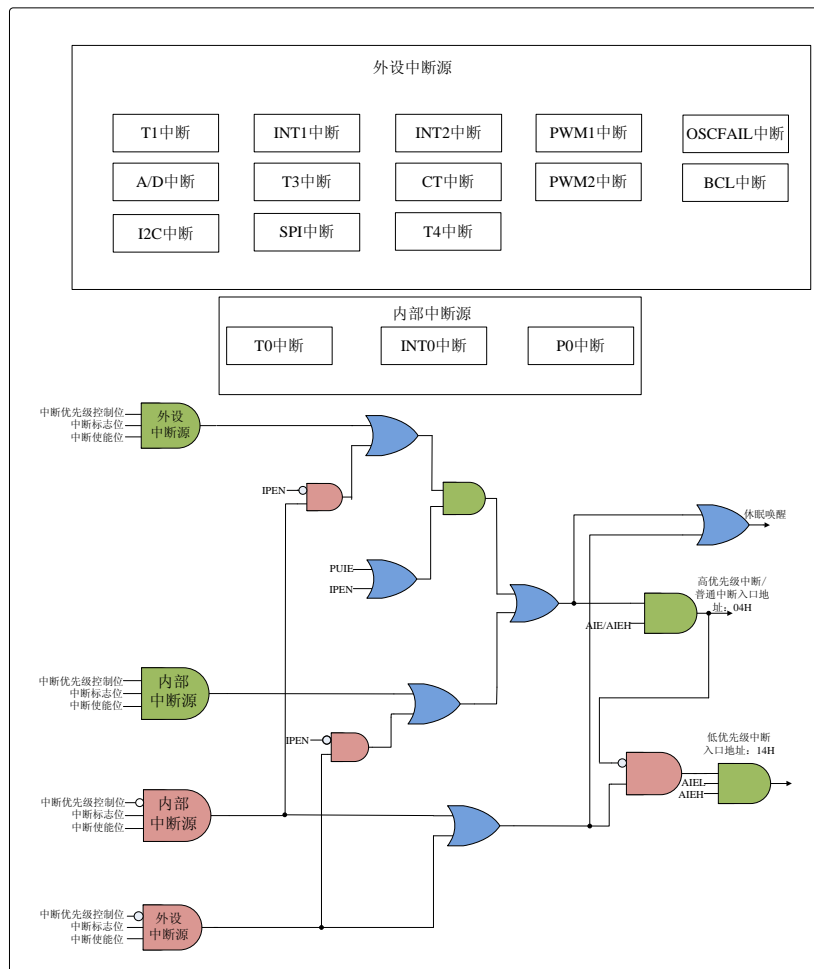 外设中断源
T1中断
INT1中断
INT2中断
PWM1中断
OSCFAIL中断
A/D中断
T3中断
CT中断
PWM2中断
BCL中断
I2C中断
SPI中断
T4中断
内部中断源
T0中断
INT0中断
P0中断
中断优先级控制位
中断标志位
中断使能位
外设
中断源
IPEN
PUIE
IPEN
休眠唤醒
高优先级中断/
普通中断入口地
址：04H
AIE/AIEH
中断优先级控制位
中断标志位
中断使能位
内部
中断源
IPEN
低优先级中断
入口地址：14H
AIEL
AIEH
中断优先级控制位
中断标志位
中断使能位
内部
中断源
中断优先级控制位
中断标志位
中断使能位
外设
中断源